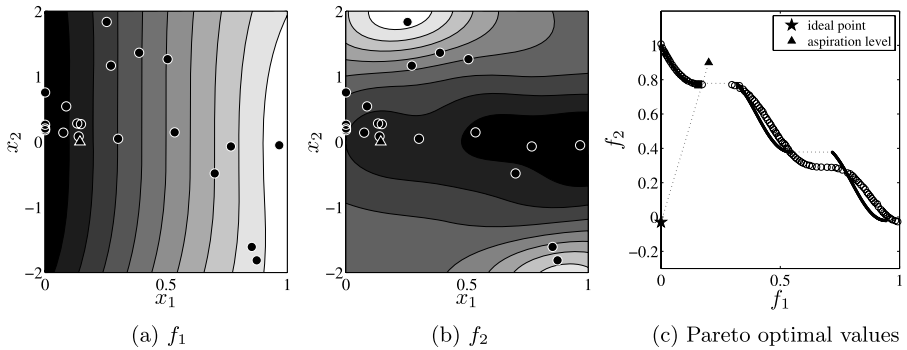 2
1
0
−1
−2
x₂
0
0.5
1
x₁
(a) f₁
2
1
0
−1
−2
x₂
0
0.5
1
x₁
(b) f₂
ideal point
aspiration level
1
0.8
0.6
0.4
0.2
0
−0.2
f₂
0
0.5
1
f₁
(c) Pareto optimal values